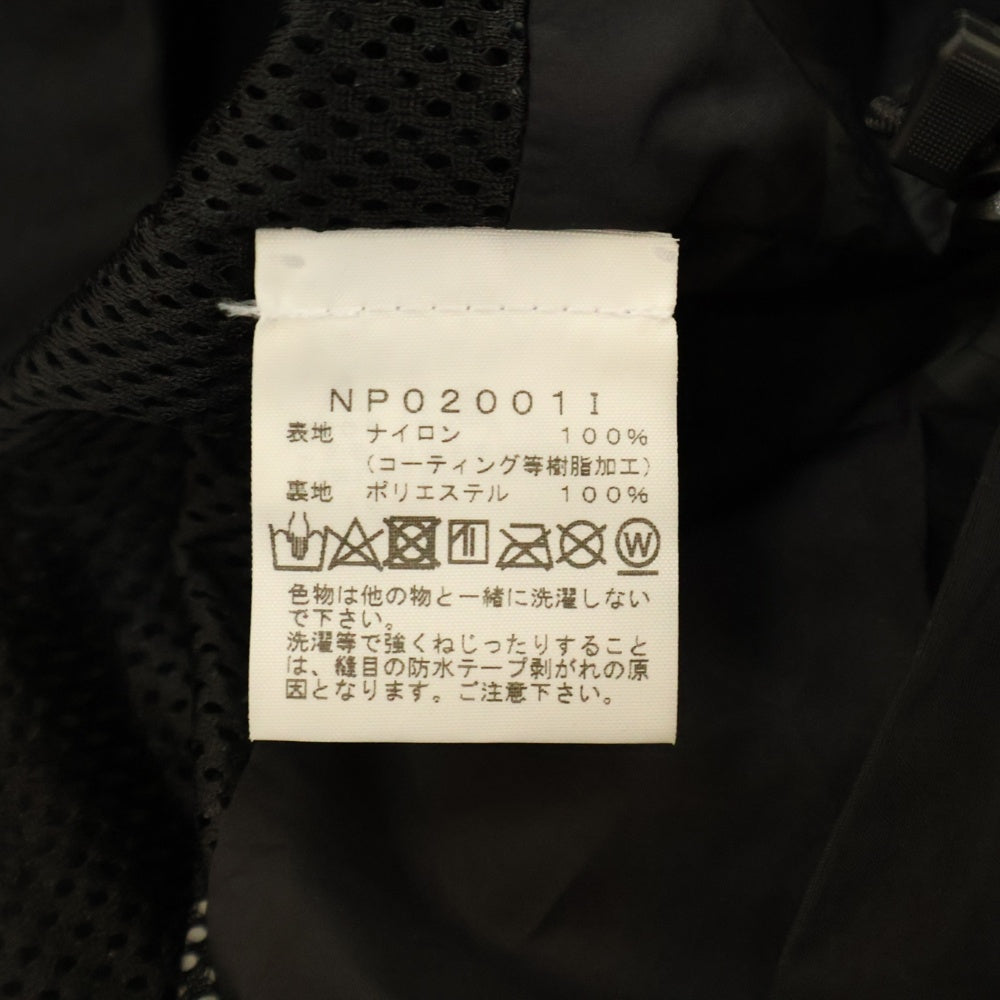 NP02001I
表地 ナイロン 100%
(コーティング等樹脂加工)
裏地 ポリエステル 100%
W
色物は他の物と一緒に洗濯しない
で下さい。
洗濯等で強くねじったりすること
は、縫目の防水テープ剥がれの原
因となります。ご注意下さい。